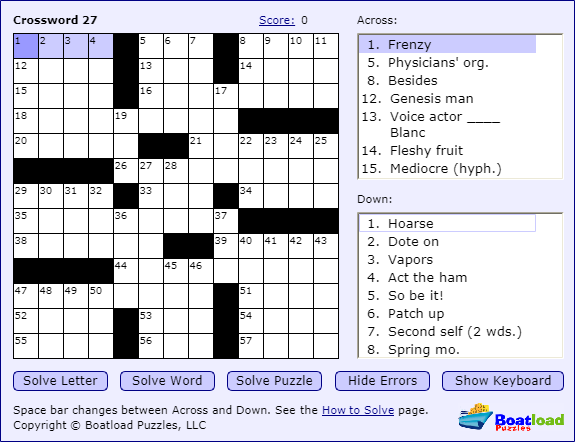 Crossword 27
Score: 0
1 2 3 4 5 6 7 8 9 10 11
12 13 14
15 16 17
18 19
20 21 22 23 24 25
26 27 28
29 30 31 32 33 34
35 36 37
38 39 40 41 42 43
44 45 46
47 48 49 50 51
52 53 54
55 56 57
Across:
1. Frenzy
5. Physicians' org.
8. Besides
12. Genesis man
13. Voice actor ____
Blanc
14. Fleshy fruit
15. Mediocre (hyph.)
Down:
1. Hoarse
2. Dote on
3. Vapors
4. Act the ham
5. So be it!
6. Patch up
7. Second self (2 wds.)
8. Spring mo.
Solve Letter
Solve Word
Solve Puzzle
Hide Errors
Show Keyboard
Space bar changes between Across and Down. See the How to Solve page.
Copyright © Boatload Puzzles, LLC
Boatload
Puzzles